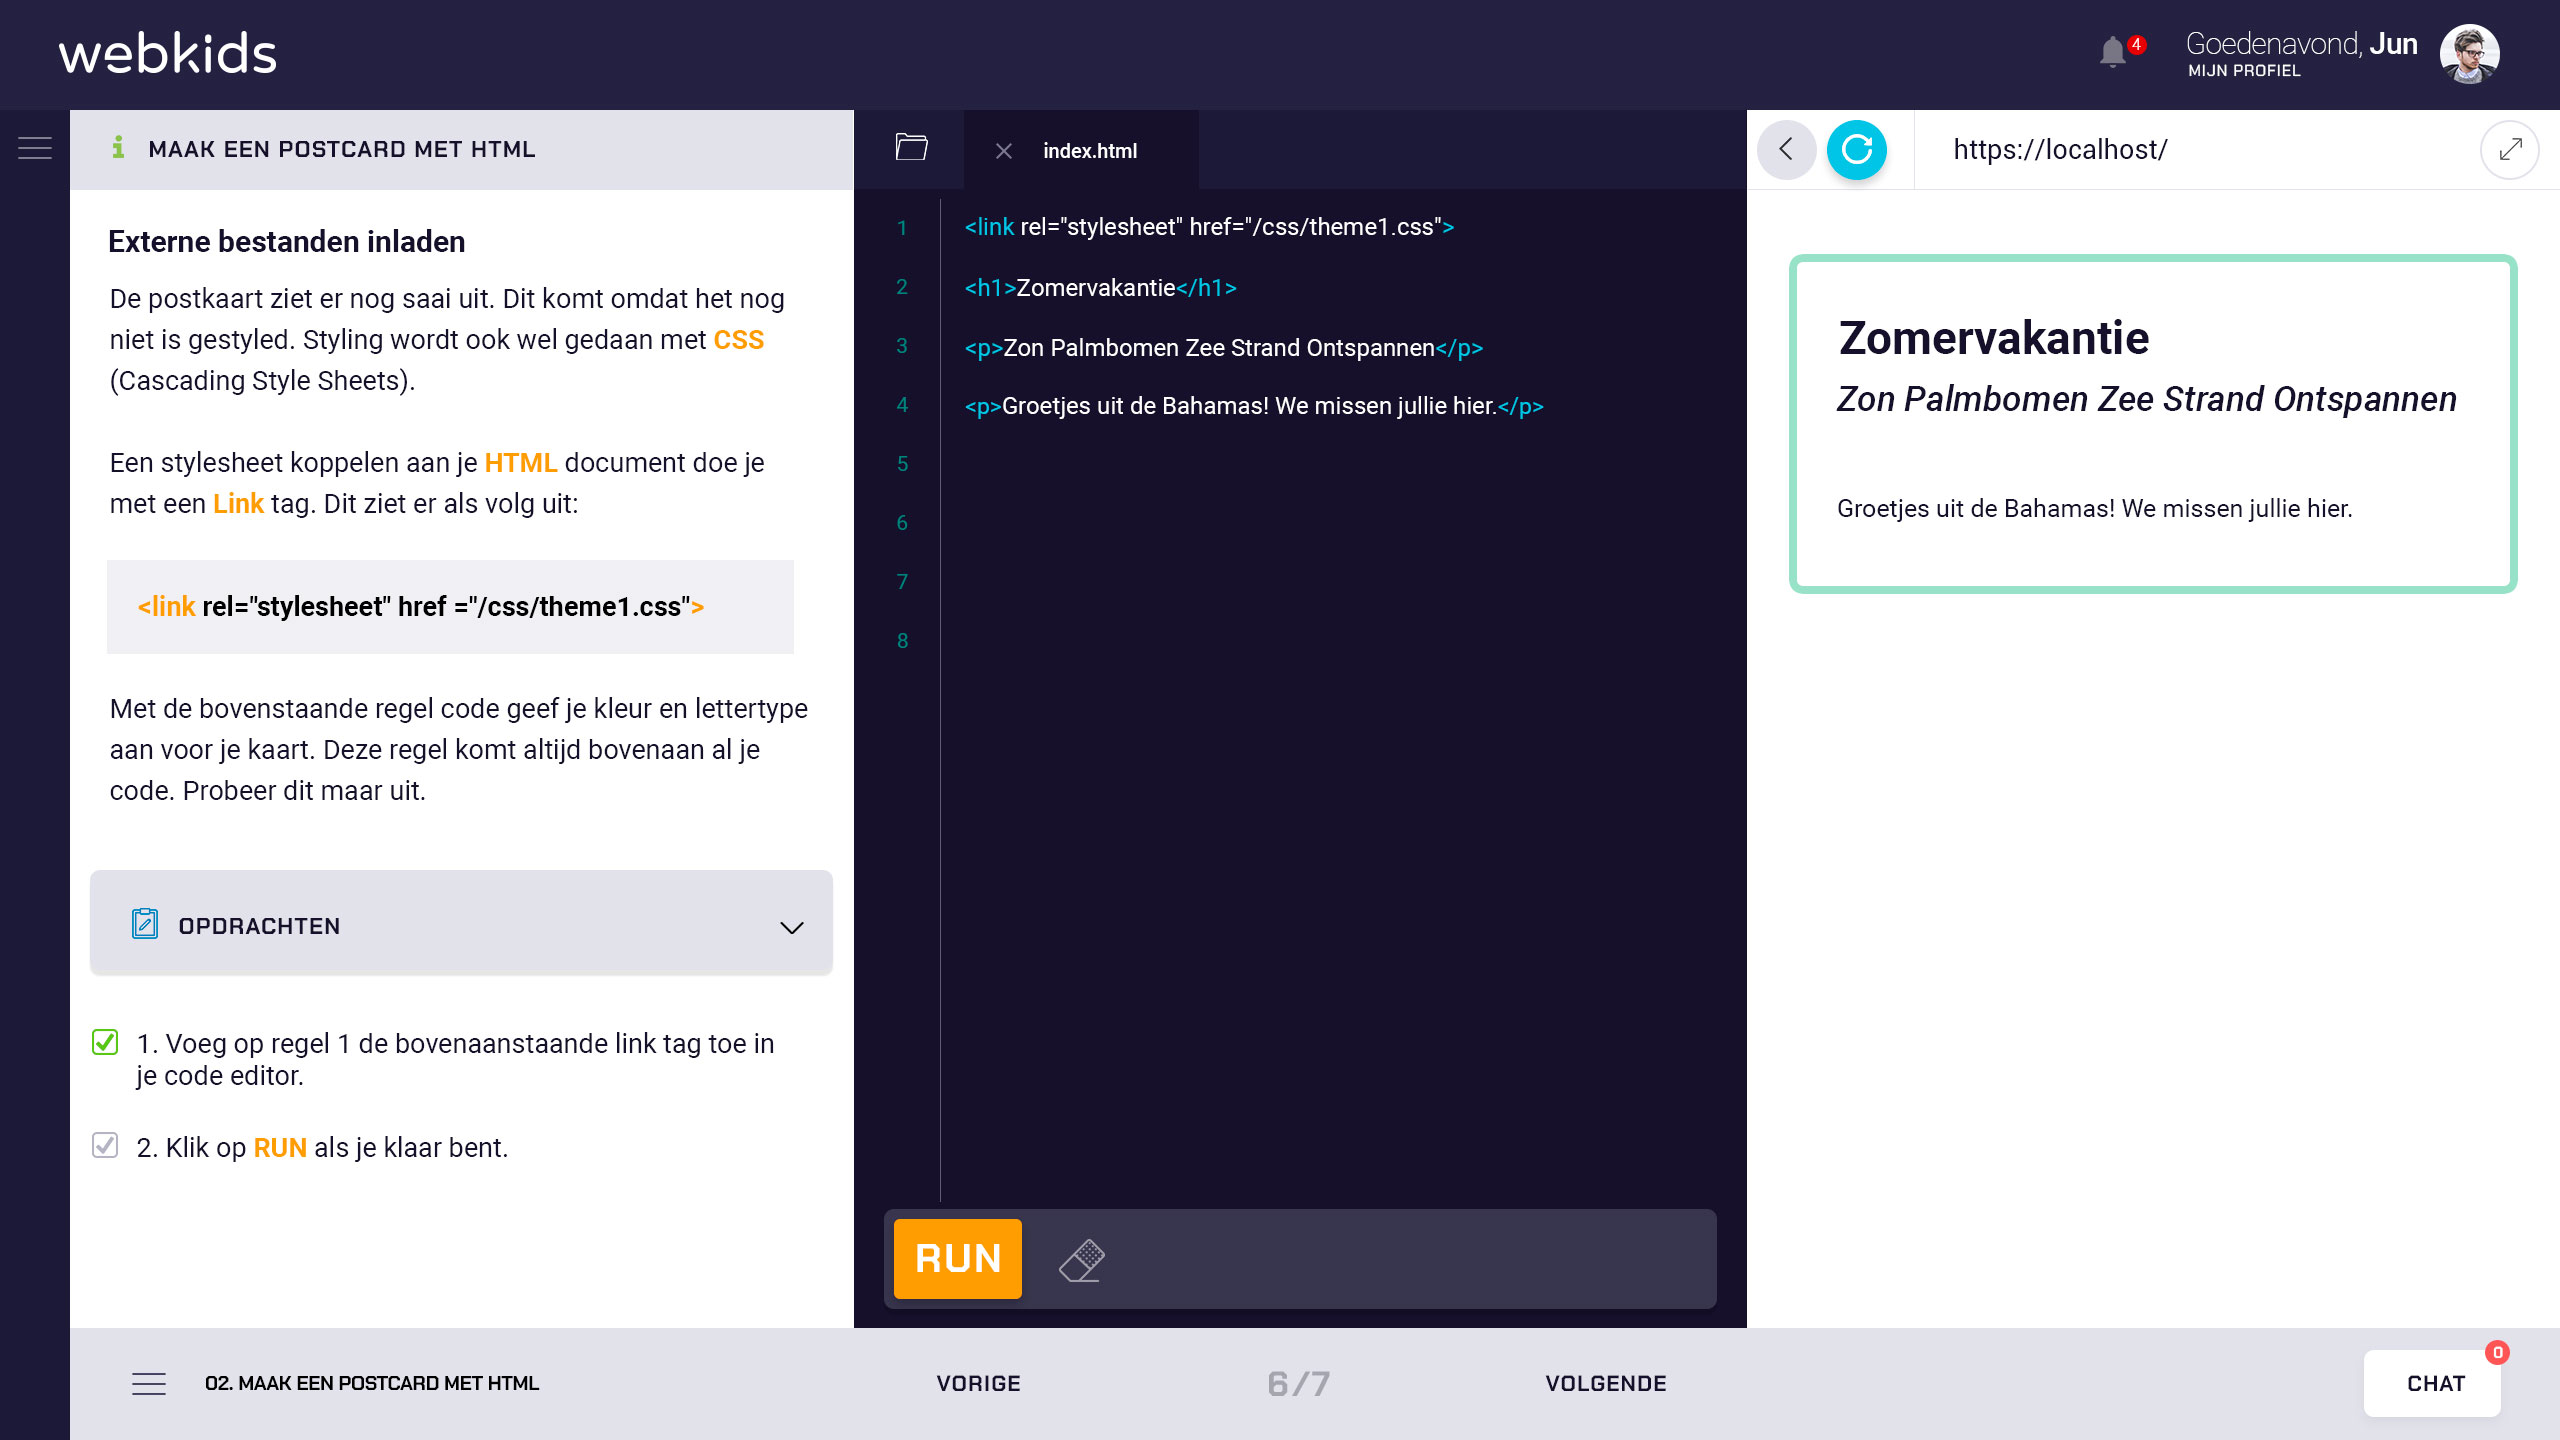 webkids
4
Goedenavond, Jun
MIJN PROFIEL
MAAK EEN POSTCARD MET HTML
Externe bestanden inladen
De postkaart ziet er nog saai uit. Dit komt omdat het nog
niet is gestyled. Styling wordt ook wel gedaan met CSS
(Cascading Style Sheets).
Een stylesheet koppelen aan je HTML document doe je
met een Link tag. Dit ziet er als volg uit:
<link rel="stylesheet" href ="/css/theme1.css">
Met de bovenstaande regel code geef je kleur en lettertype
aan voor je kaart. Deze regel komt altijd bovenaan al je
code. Probeer dit maar uit.
OPDRACHTEN
1. Voeg op regel 1 de bovenaanstaande link tag toe in
je code editor.
2. Klik op RUN als je klaar bent.
index.html
1 <link rel="stylesheet" href="/css/theme1.css">
2 <h1>Zomervakantie</h1>
3 <p>Zon Palmbomen Zee Strand Ontspannen</p>
4 <p>Groetjes uit de Bahamas! We missen jullie hier.</p>
5
6
7
8
RUN
https://localhost/
Zomervakantie
Zon Palmbomen Zee Strand Ontspannen
Groetjes uit de Bahamas! We missen jullie hier.
02. MAAK EEN POSTCARD MET HTML
VORIGE
6/7
VOLGENDE
CHAT
0